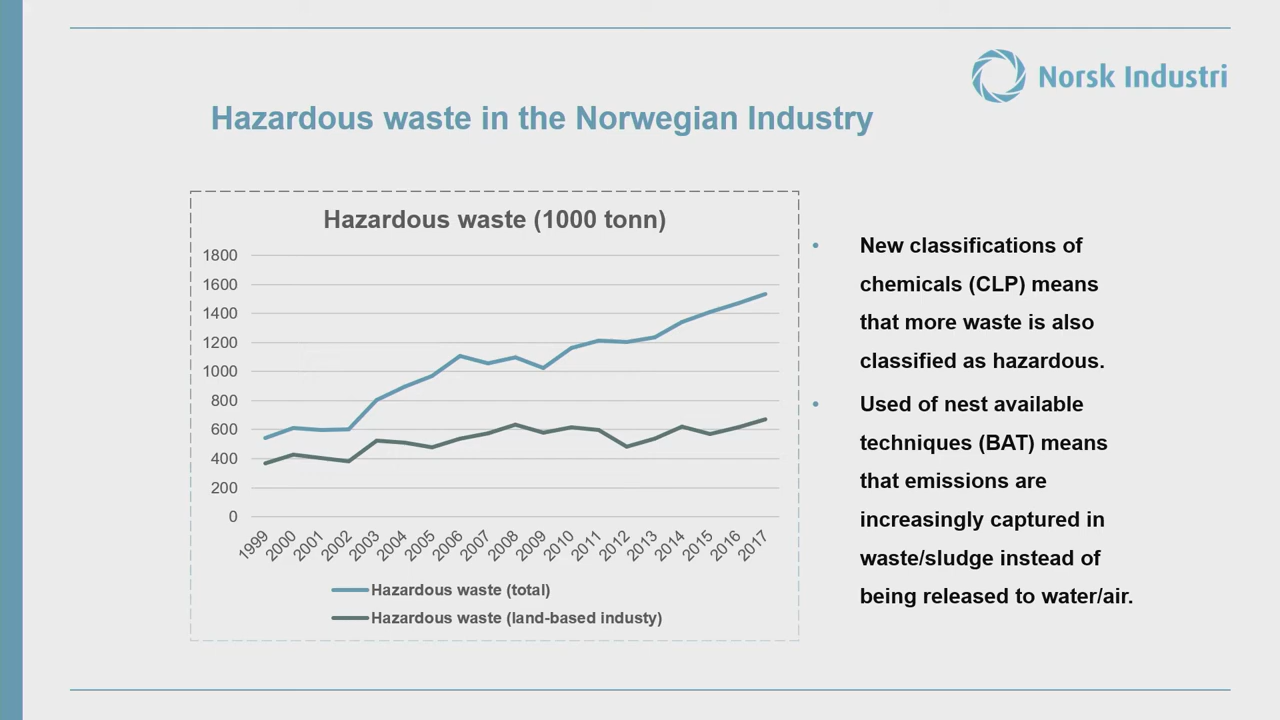 Norsk Industri
Hazardous waste in the Norwegian Industry
Hazardous waste (1000 tonn)
1800
1600
1400
1200
1000
800
600
400
200
0
1999
2000
2001
2002
2003
2004
2005
2006
2007
2008
2009
2010
2011
2012
2013
2014
2015
2016
2017
Hazardous waste (total)
Hazardous waste (land-based industy)
• New classifications of
chemicals (CLP) means
that more waste is also
classified as hazardous.
• Used of nest available
techniques (BAT) means
that emissions are
increasingly captured in
waste/sludge instead of
being released to water/air.